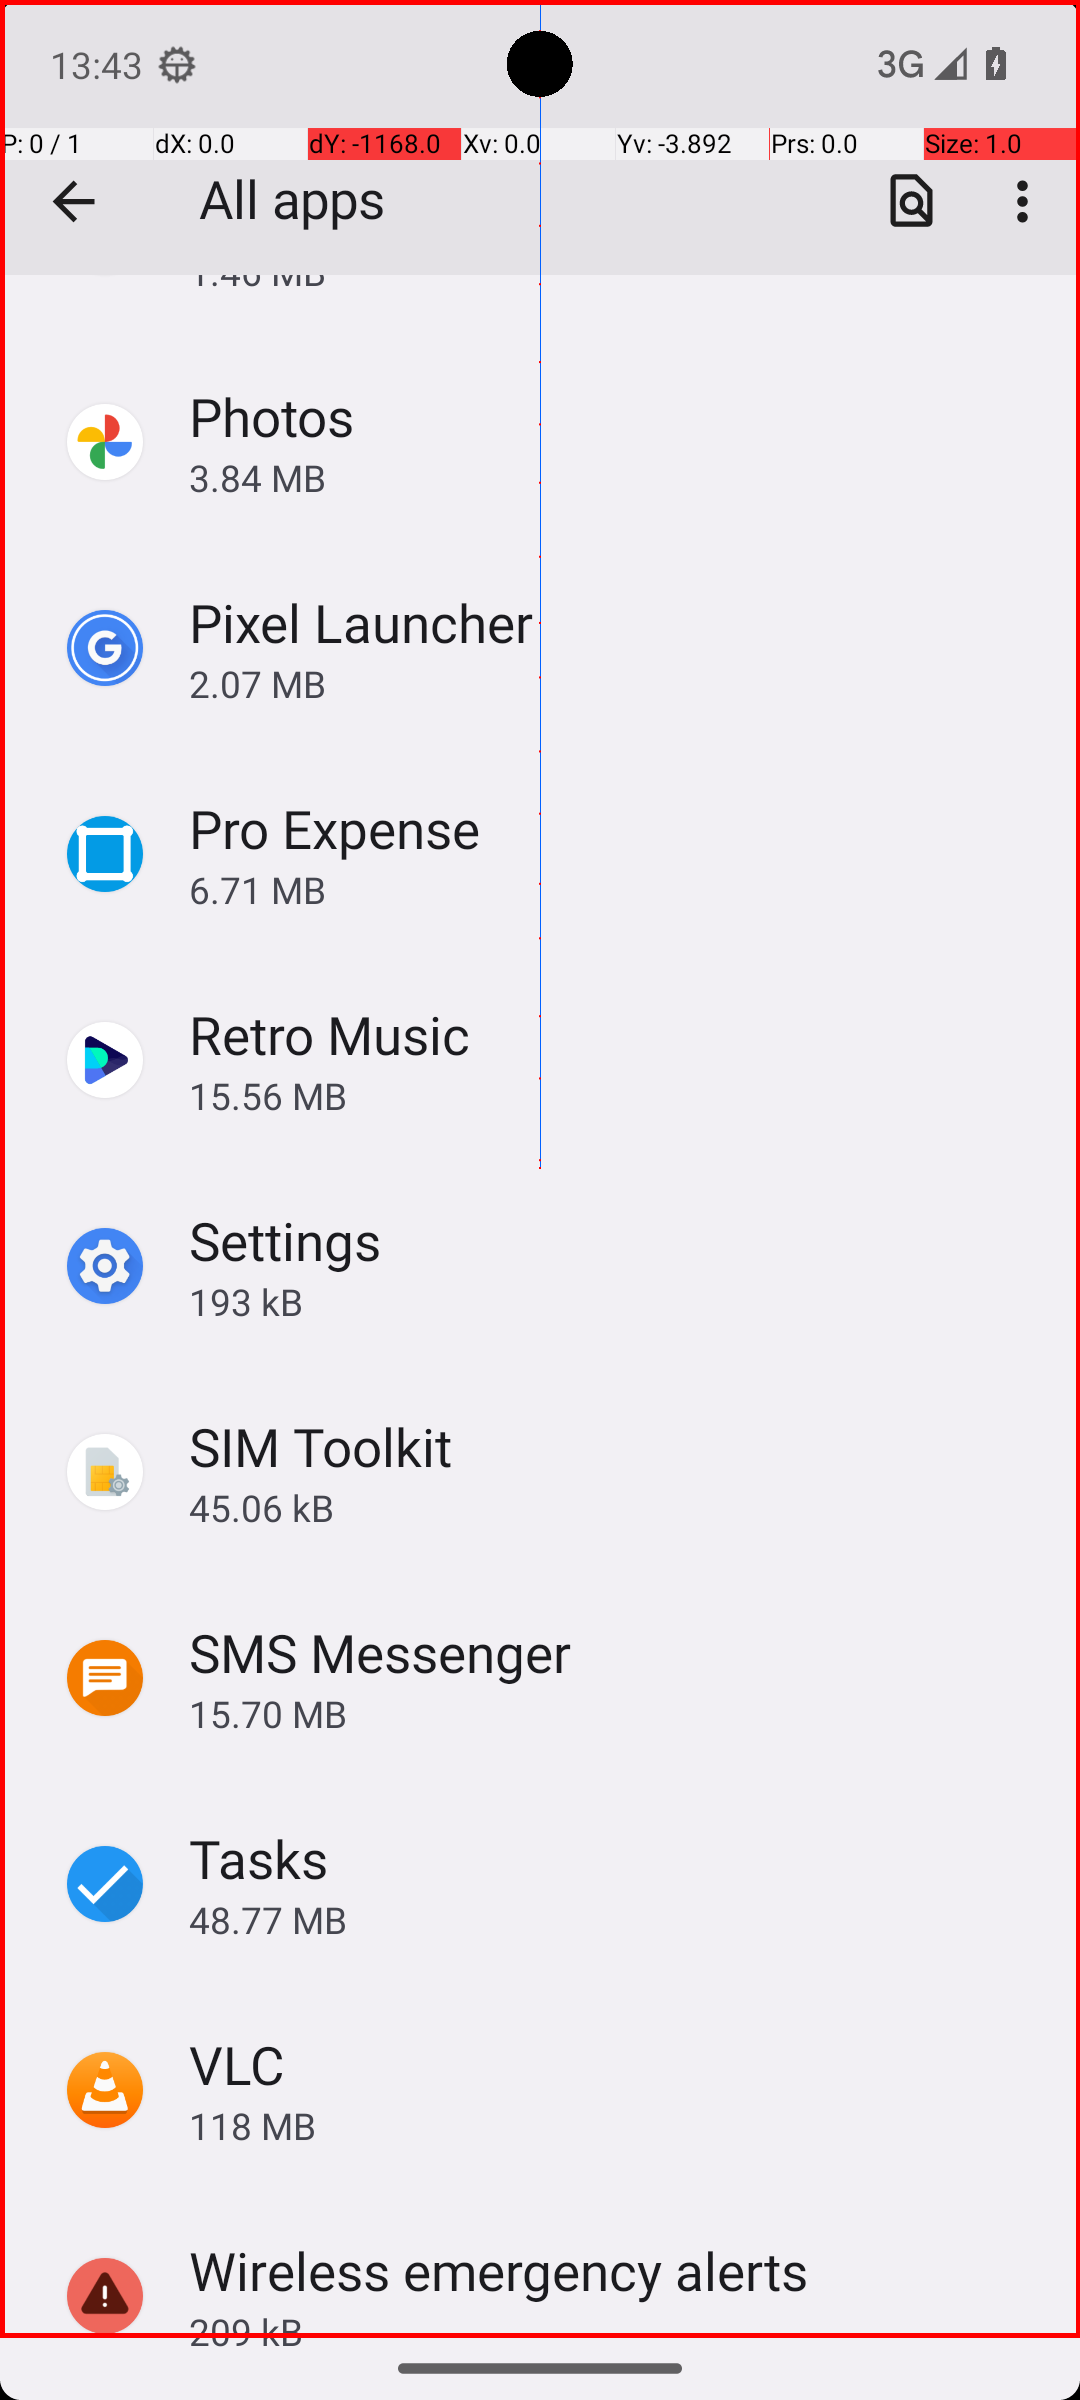 13:43
3G
P: 0 / 1
dX: 0.0
dY: -1168.0
Xv: 0.0
Yv: -3.892
Prs: 0.0
Size: 1.0
All apps
1.46 MB
Photos
3.84 MB
Pixel Launcher
2.07 MB
Pro Expense
6.71 MB
Retro Music
15.56 MB
Settings
193 kB
SIM Toolkit
45.06 kB
SMS Messenger
15.70 MB
Tasks
48.77 MB
VLC
118 MB
Wireless emergency alerts
209 kB